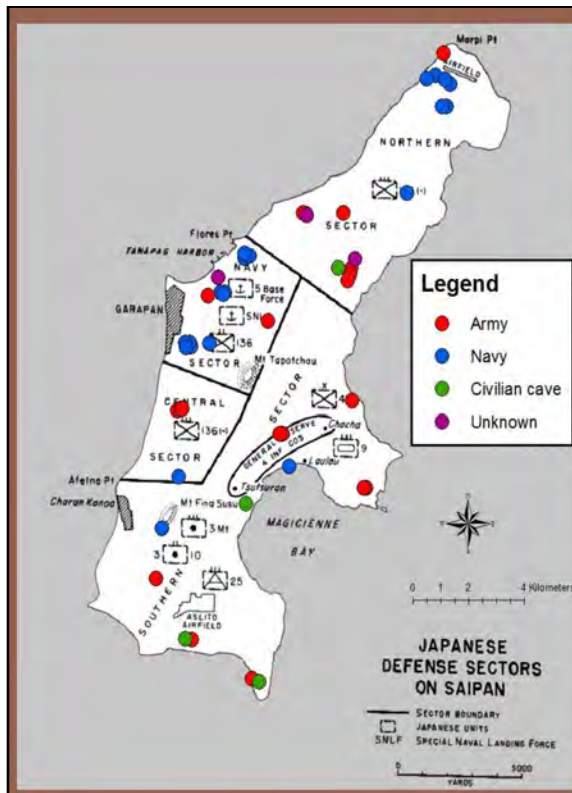 Marpi Pt
AIRFIELD
NORTHERN
(-)
SECTOR
Flores Pt
TANAPAG HARBOR
NAVY
5 Base
Force
GARAPAN
136
SECTOR
Mt Tapotchau
SECTOR
CENTRAL
136(-)
SECTOR
4
GENERAL RESERVE
4 INF COS
Chacha
9
Laulau
Tsutsuran
Afetna Pt
Charan Kanoa
Mt Fina Susu
MAGICIENNE
BAY
3 Mt
3
10
25
SOUTHERN
ASLITO
AIRFIELD
Legend
Army
Navy
Civilian cave
Unknown
0
1
2
4 Kilometers
JAPANESE
DEFENSE SECTORS
ON SAIPAN
SECTOR BOUNDARY
JAPANESE UNITS
SNLF SPECIAL NAVAL LANDING FORCE
0
5000
YARDS